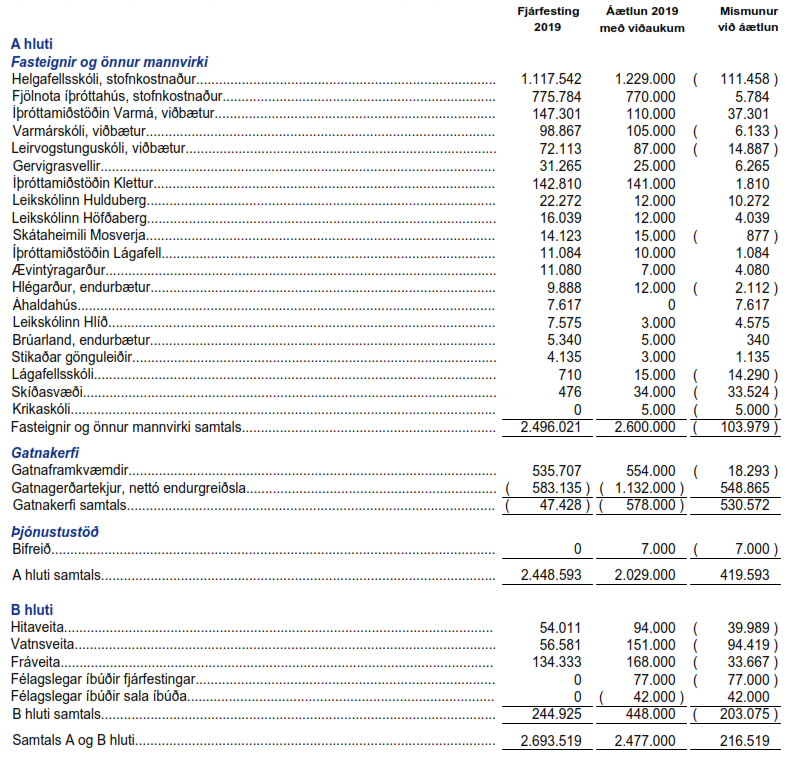 Fjárfesting Áætlun 2019 Mismunur
2019 með viðaukum við áætlun
A hluti
Fasteignir og önnur mannvirki
Helgafellsskóli, stofnkostnaður 1.117.542 1.229.000 ( 111.458 )
Fjölnota íþróttahús, stofnkostnaður 775.784 770.000 5.784
Íþróttamiðstöðin Varmá, viðbætur 147.301 110.000 37.301
Varmárskóli, viðbætur 98.867 105.000 ( 6.133 )
Leirvogstunguskóli, viðbætur 72.113 87.000 ( 14.887 )
Gervigrasvellir 31.265 25.000 6.265
Íþróttamiðstöðin Klettur 142.810 141.000 1.810
Leikskólinn Hulduberg 22.272 12.000 10.272
Leikskólinn Höfðaberg 16.039 12.000 4.039
Skátaheimili Mosverja 14.123 15.000 ( 877 )
Íþróttamiðstöðin Lágafell 11.084 10.000 1.084
Ævintýragarður 11.080 7.000 4.080
Hlégarður, endurbætur 9.888 12.000 ( 2.112 )
Áhaldahús 7.617 0 7.617
Leikskólinn Hlíð 7.575 3.000 4.575
Brúarland, endurbætur 5.340 5.000 340
Stikaðar gönguleiðir 4.135 3.000 1.135
Lágafellsskóli 710 15.000 ( 14.290 )
Skíðasvæði 476 34.000 ( 33.524 )
Krikaskóli 0 5.000 ( 5.000 )
Fasteignir og önnur mannvirki samtals 2.496.021 2.600.000 ( 103.979 )
Gatnakerfi
Gatnaframkvæmdir 535.707 554.000 ( 18.293 )
Gatnagerðartekjur, nettó endurgreiðsla ( 583.135 ) ( 1.132.000 ) 548.865
Gatnakerfi samtals ( 47.428 ) ( 578.000 ) 530.572
Þjónustustöð
Bifreið 0 7.000 ( 7.000 )
A hluti samtals 2.448.593 2.029.000 419.593
B hluti
Hitaveita 54.011 94.000 ( 39.989 )
Vatnsveita 56.581 151.000 ( 94.419 )
Fráveita 134.333 168.000 ( 33.667 )
Félagslegar íbúðir fjárfestingar 0 77.000 ( 77.000 )
Félagslegar íbúðir sala íbúða 0 ( 42.000 ) 42.000
B hluti samtals 244.925 448.000 ( 203.075 )
Samtals A og B hluti 2.693.519 2.477.000 216.519